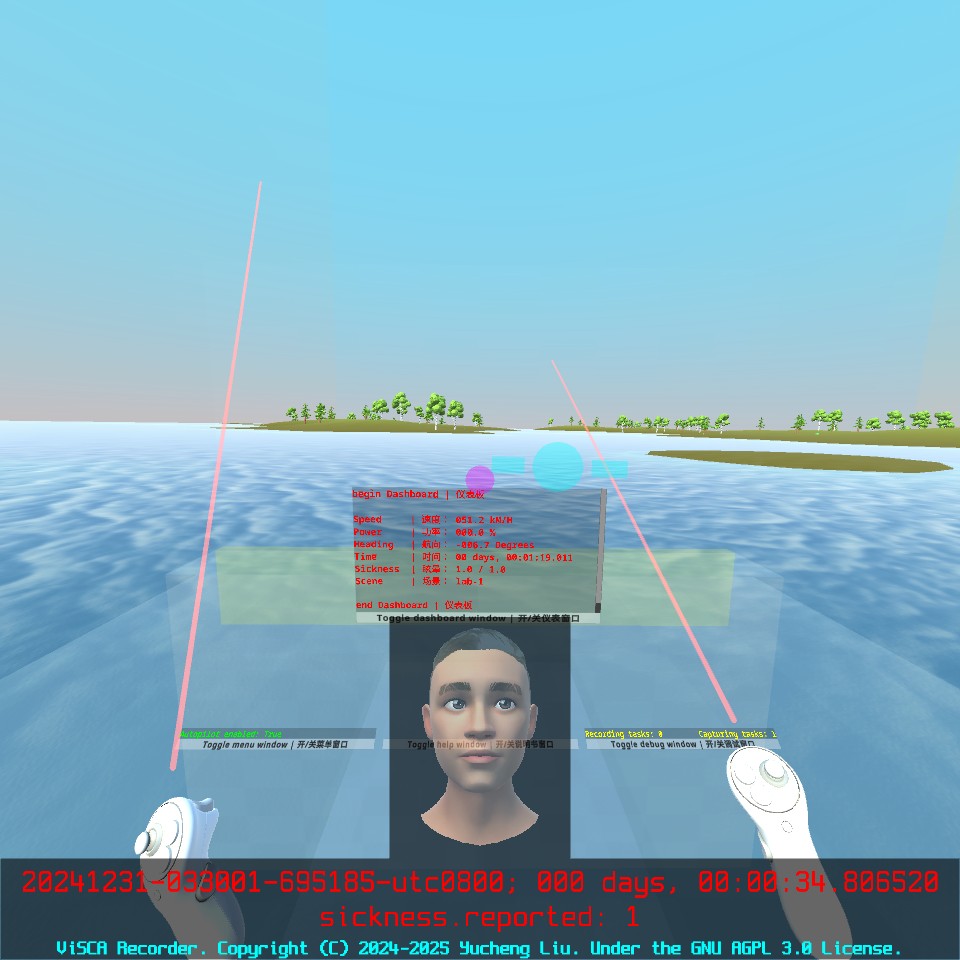 begin Dashboard | 仪表板
Speed | 速度： 051.2 kM/H
Power | 功率： 000.0 %
Heading | 航向： -006.7 Degrees
Time | 时间： 00 days, 00:01:19.011
Sickness | 眩晕： 1.0 / 1.0
Scene | 场景： lab-1
end Dashboard | 仪表板
Toggle dashboard window | 开/关仪表窗口
Autopilot enabled: True
Recording tasks: 0 Capturing tasks: 1
Toggle menu window | 开/关菜单窗口
Toggle help window | 开/关说明书窗口
Toggle debug window | 开/关调试窗口
20241231-033001-695185-utc0800; 000 days, 00:00:34.806520
sickness.reported: 1
ViSCA Recorder. Copyright (C) 2024-2025 Yucheng Liu. Under the GNU AGPL 3.0 License.